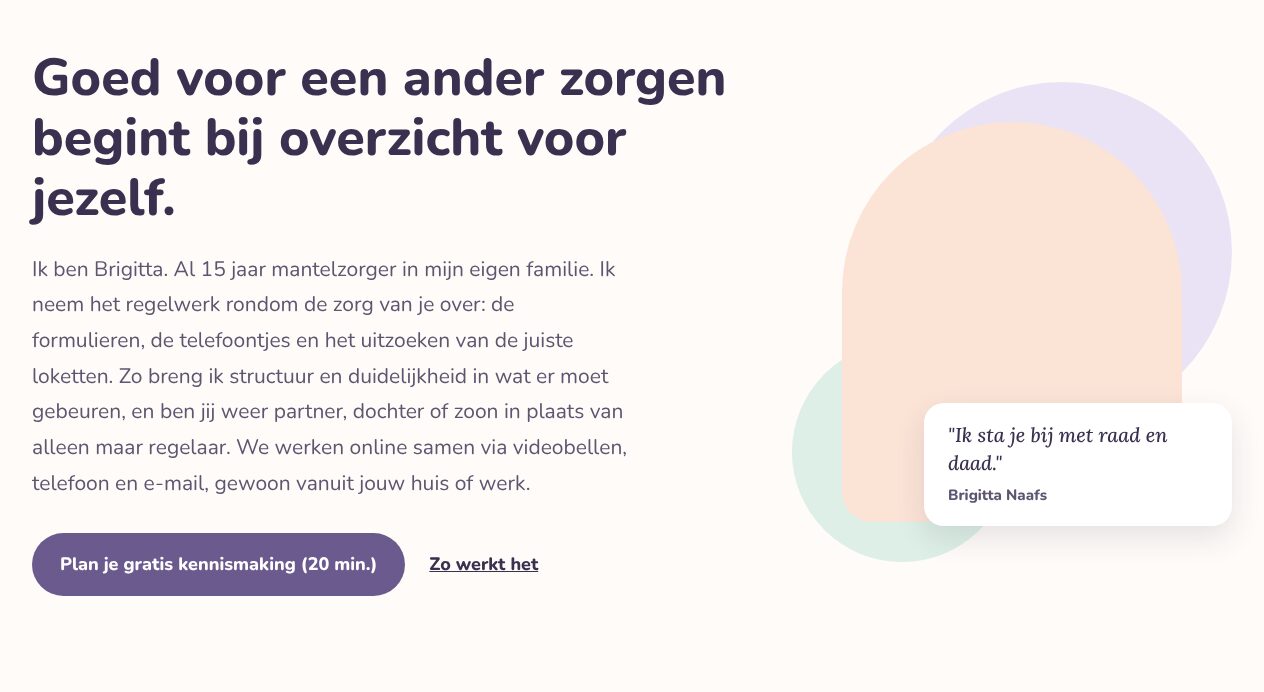 Goed voor een ander zorgen
begint bij overzicht voor
jezelf.
Ik ben Brigitta. Al 15 jaar mantelzorger in mijn eigen familie. Ik
neem het regelwerk rondom de zorg van je over: de
formulieren, de telefoontjes en het uitzoeken van de juiste
loketten. Zo breng ik structuur en duidelijkheid in wat er moet
gebeuren, en ben jij weer partner, dochter of zoon in plaats van
alleen maar regelaar. We werken online samen via videobellen,
telefoon en e-mail, gewoon vanuit jouw huis of werk.
Plan je gratis kennismaking (20 min.)
Zo werkt het
"Ik sta je bij met raad en
daad."
Brigitta Naafs